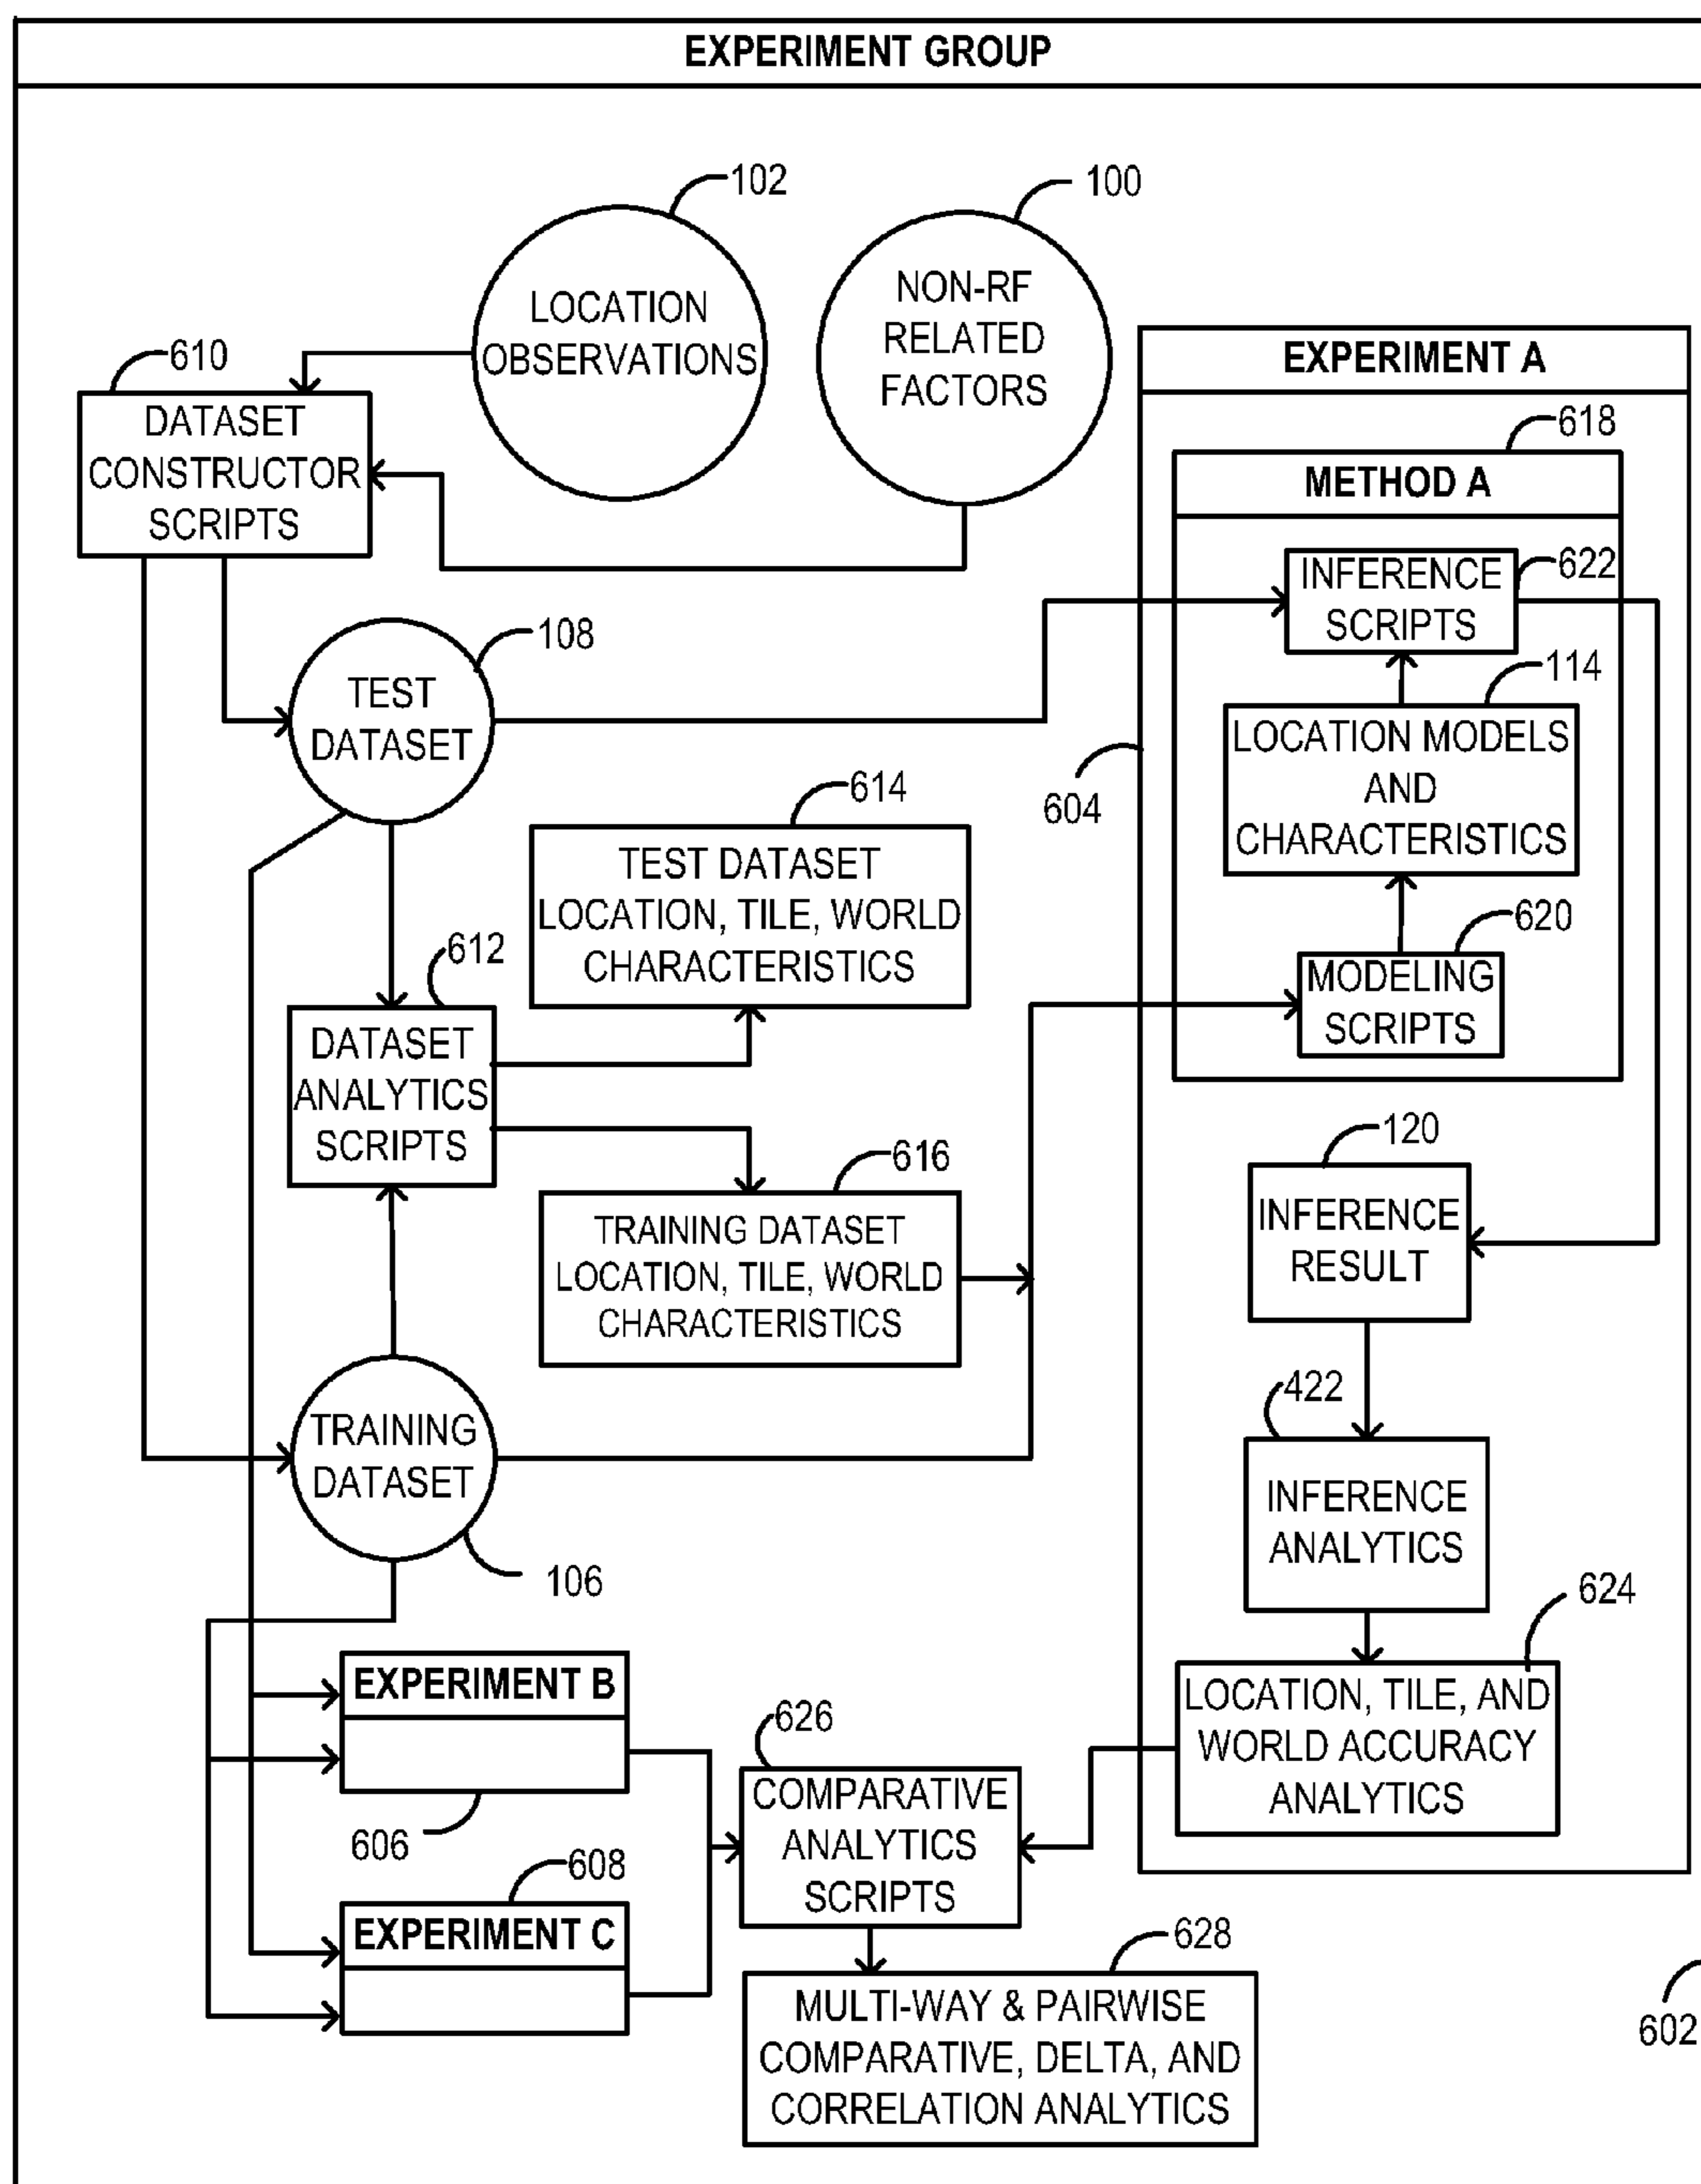 EXPERIMENT GROUP
102
100
LOCATION
OBSERVATIONS
NON-RF
RELATED
FACTORS
610
DATASET
CONSTRUCTOR
SCRIPTS
EXPERIMENT A
618
METHOD A
INFERENCE
SCRIPTS
622
114
LOCATION MODELS
AND
CHARACTERISTICS
620
MODELING
SCRIPTS
604
108
TEST
DATASET
614
TEST DATASET
LOCATION, TILE, WORLD
CHARACTERISTICS
612
DATASET
ANALYTICS
SCRIPTS
616
TRAINING DATASET
LOCATION, TILE, WORLD
CHARACTERISTICS
120
INFERENCE
RESULT
422
INFERENCE
ANALYTICS
624
LOCATION, TILE, AND
WORLD ACCURACY
ANALYTICS
TRAINING
DATASET
106
EXPERIMENT B
606
608
EXPERIMENT C
626
COMPARATIVE
ANALYTICS
SCRIPTS
628
MULTI-WAY & PAIRWISE
COMPARATIVE, DELTA, AND
CORRELATION ANALYTICS
602